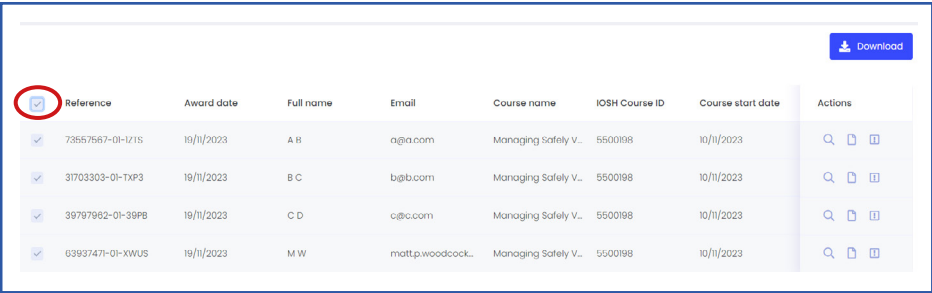 Download
Reference Award date Full name Email Course name IOSH Course ID Course start date Actions
73557567-01-1ZTS 19/11/2023 A B a@a.com Managing Safely V... 5500198 10/11/2023
31703303-01-TXP3 19/11/2023 B C b@b.com Managing Safely V... 5500198 10/11/2023
39797962-01-39PB 19/11/2023 C D c@c.com Managing Safely V... 5500198 10/11/2023
63937471-01-XWUS 19/11/2023 M W matt.p.woodcock... Managing Safely V... 5500198 10/11/2023